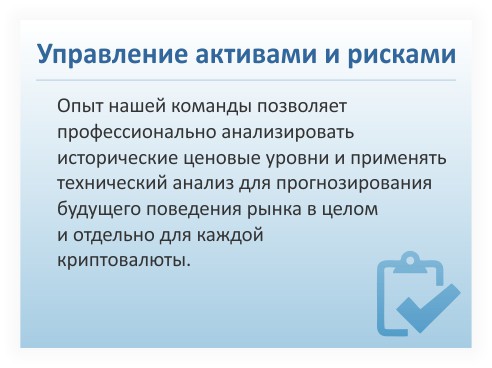 Управление активами и рисками
Опыт нашей команды позволяет
профессионально анализировать
исторические ценовые уровни и применять
технический анализ для прогнозирования
будущего поведения рынка в целом
и отдельно для каждой
криптовалюты.